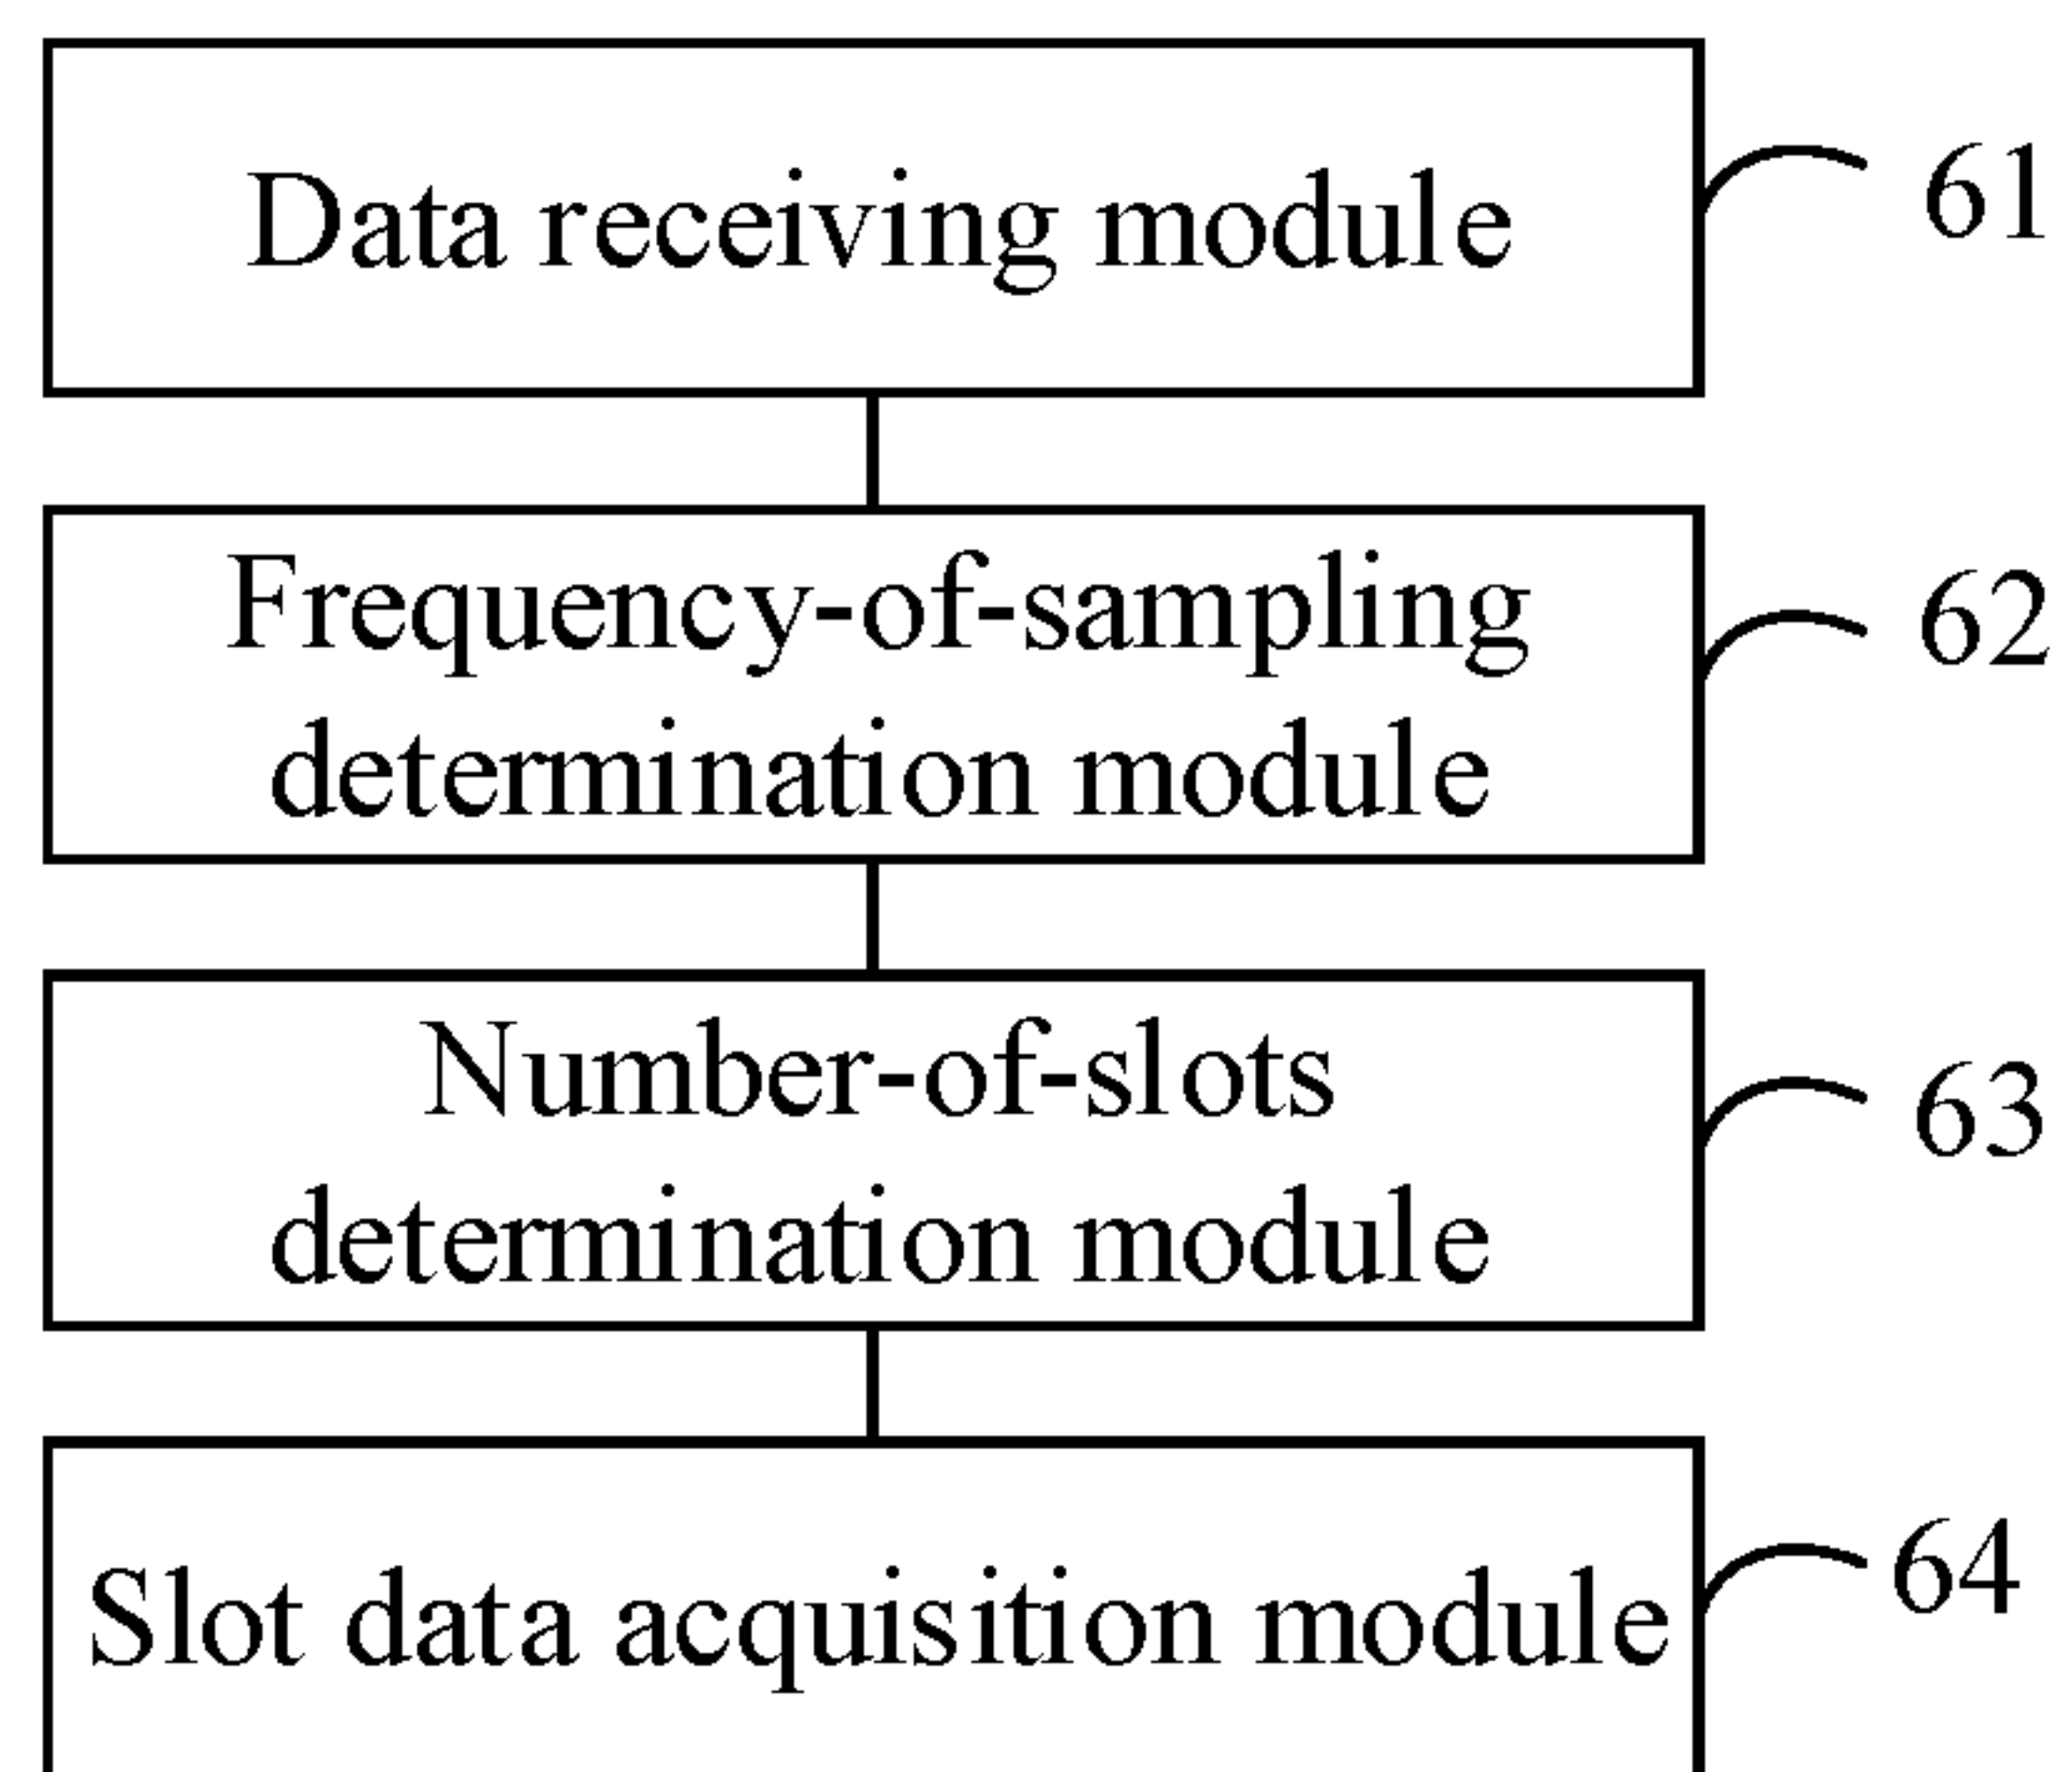 Data receiving module
61
Frequency-of-sampling
determination module
62
Number-of-slots
determination module
63
Slot data acquisition module
64